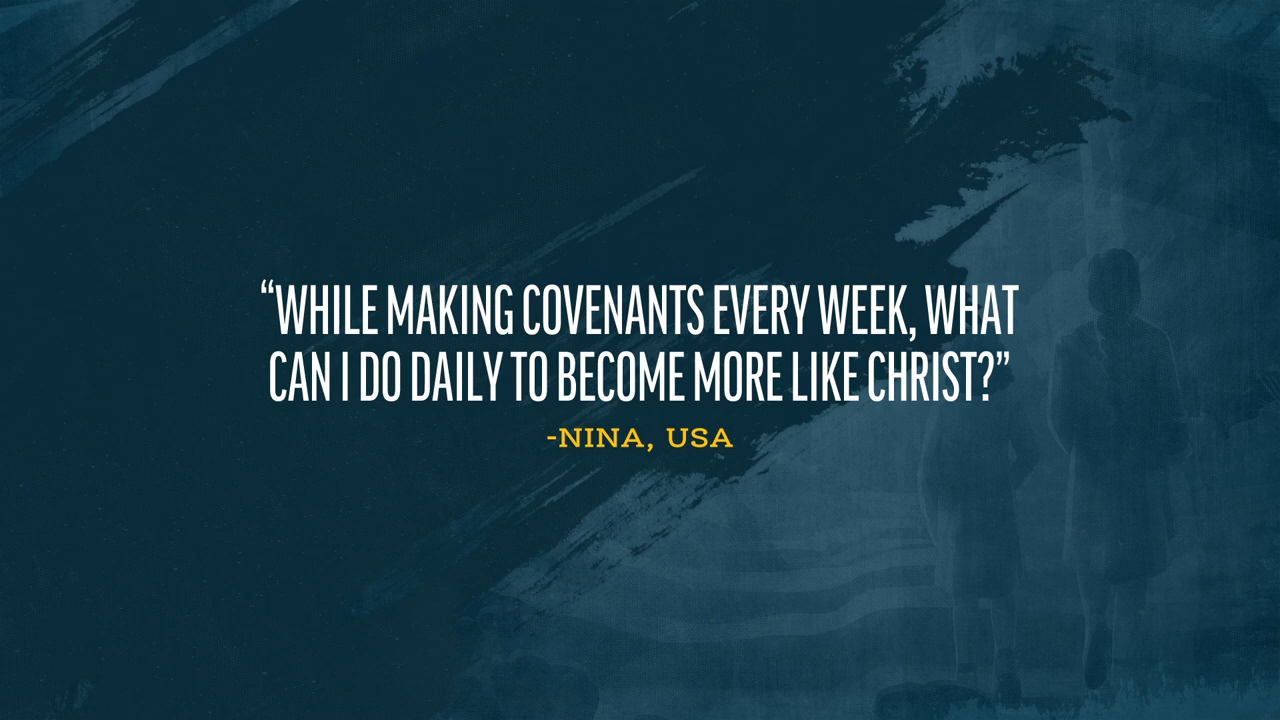 “WHILE MAKING COVENANTS EVERY WEEK, WHAT
CAN I DO DAILY TO BECOME MORE LIKE CHRIST?”
-NINA, USA